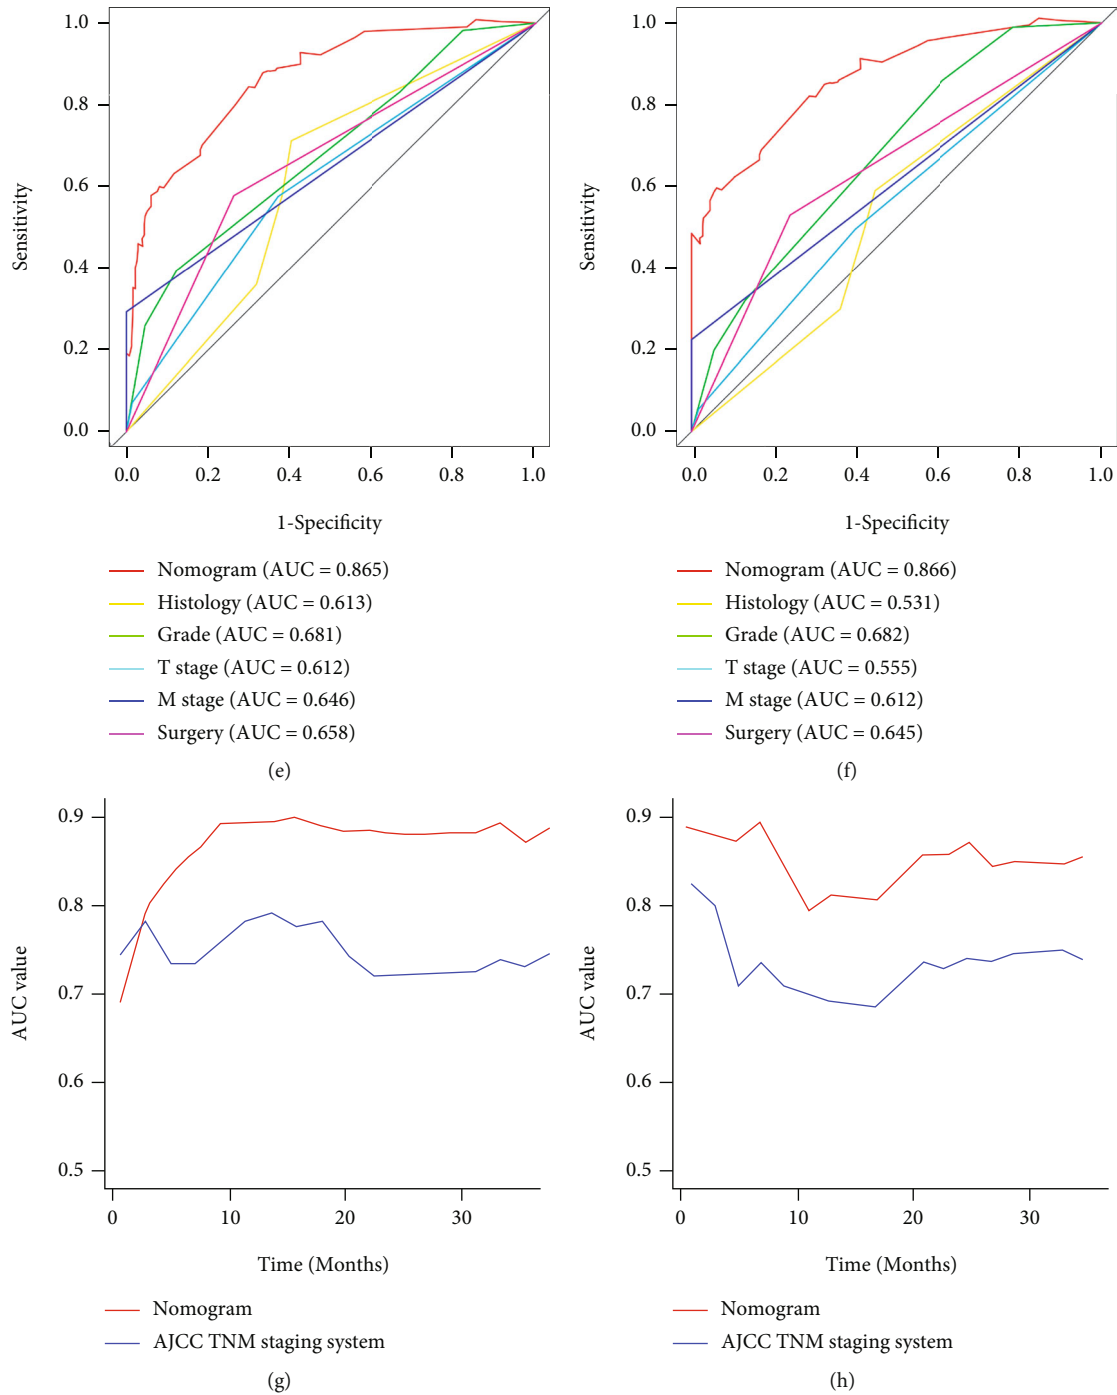 Sensitivity
1.0
0.8
0.6
0.4
0.2
0.0
0.0 0.2 0.4 0.6 0.8 1.0
1-Specificity
Nomogram (AUC = 0.865)
Histology (AUC = 0.613)
Grade (AUC = 0.681)
T stage (AUC = 0.612)
M stage (AUC = 0.646)
Surgery (AUC = 0.658)
(e)
Sensitivity
1.0
0.8
0.6
0.4
0.2
0.0
0.0 0.2 0.4 0.6 0.8 1.0
1-Specificity
Nomogram (AUC = 0.866)
Histology (AUC = 0.531)
Grade (AUC = 0.682)
T stage (AUC = 0.555)
M stage (AUC = 0.612)
Surgery (AUC = 0.645)
(f)
AUC value
0.9
0.8
0.7
0.6
0.5
0 10 20 30
Time (Months)
Nomogram
AJCC TNM staging system
(g)
AUC value
0.9
0.8
0.7
0.6
0.5
0 10 20 30
Time (Months)
Nomogram
AJCC TNM staging system
(h)